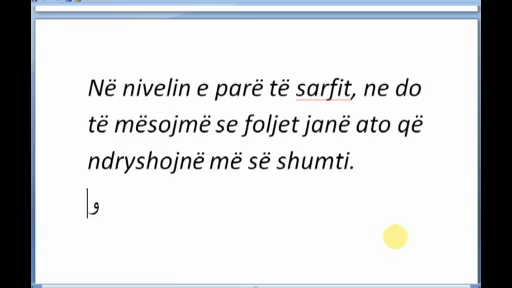 Në nivelin e parë të sarfit, ne do
të mësojmë se foljet janë ato që
ndryshojnë më së shumti.
و